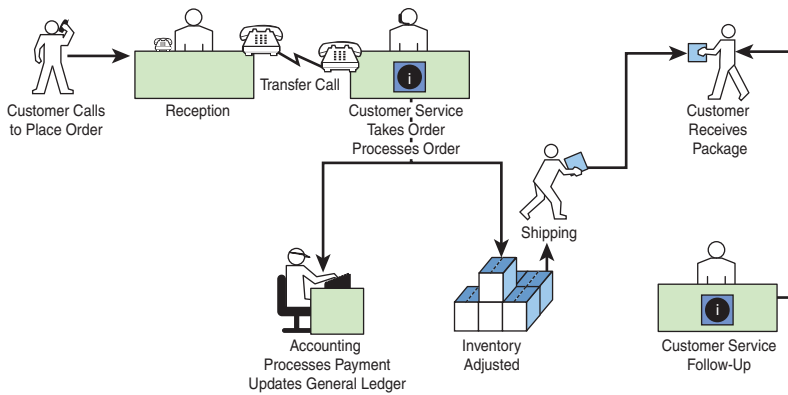 Customer Calls
to Place Order
Reception
Transfer Call
i
Customer Service
Takes Order
Processes Order
Customer
Receives
Package
Shipping
Accounting
Processes Payment
Updates General Ledger
Inventory
Adjusted
i
Customer Service
Follow-Up